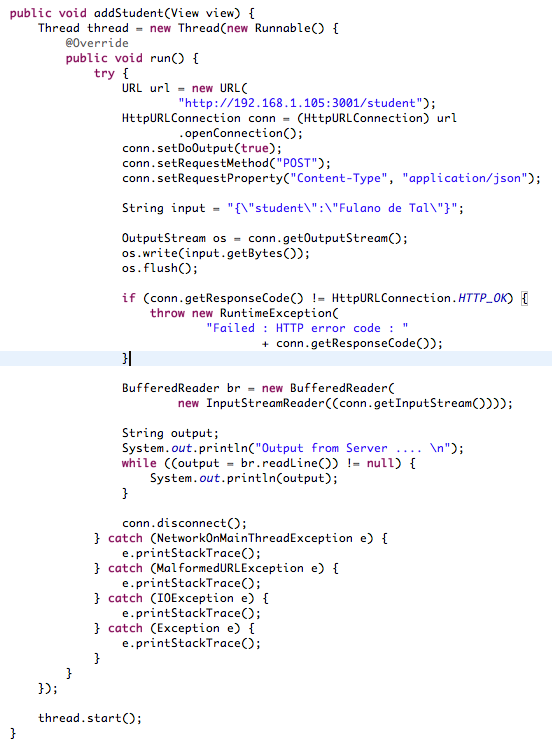 public void addStudent(View view) {
    Thread thread = new Thread(new Runnable() {
        @Override
        public void run() {
            try {
                URL url = new URL(
                        "http://192.168.1.105:3001/student");
                HttpURLConnection conn = (HttpURLConnection) url
                        .openConnection();
                conn.setDoOutput(true);
                conn.setRequestMethod("POST");
                conn.setRequestProperty("Content-Type", "application/json");

                String input = "{\"student\":\"Fulano de Tal\"}";

                OutputStream os = conn.getOutputStream();
                os.write(input.getBytes());
                os.flush();

                if (conn.getResponseCode() != HttpURLConnection.HTTP_OK) {
                    throw new RuntimeException(
                            "Failed : HTTP error code : "
                                    + conn.getResponseCode());
                }

                BufferedReader br = new BufferedReader(
                        new InputStreamReader((conn.getInputStream())));

                String output;
                System.out.println("Output from Server .... \n");
                while ((output = br.readLine()) != null) {
                    System.out.println(output);
                }

                conn.disconnect();
            } catch (NetworkOnMainThreadException e) {
                e.printStackTrace();
            } catch (MalformedURLException e) {
                e.printStackTrace();
            } catch (IOException e) {
                e.printStackTrace();
            } catch (Exception e) {
                e.printStackTrace();
            }
        }
    });

    thread.start();
}